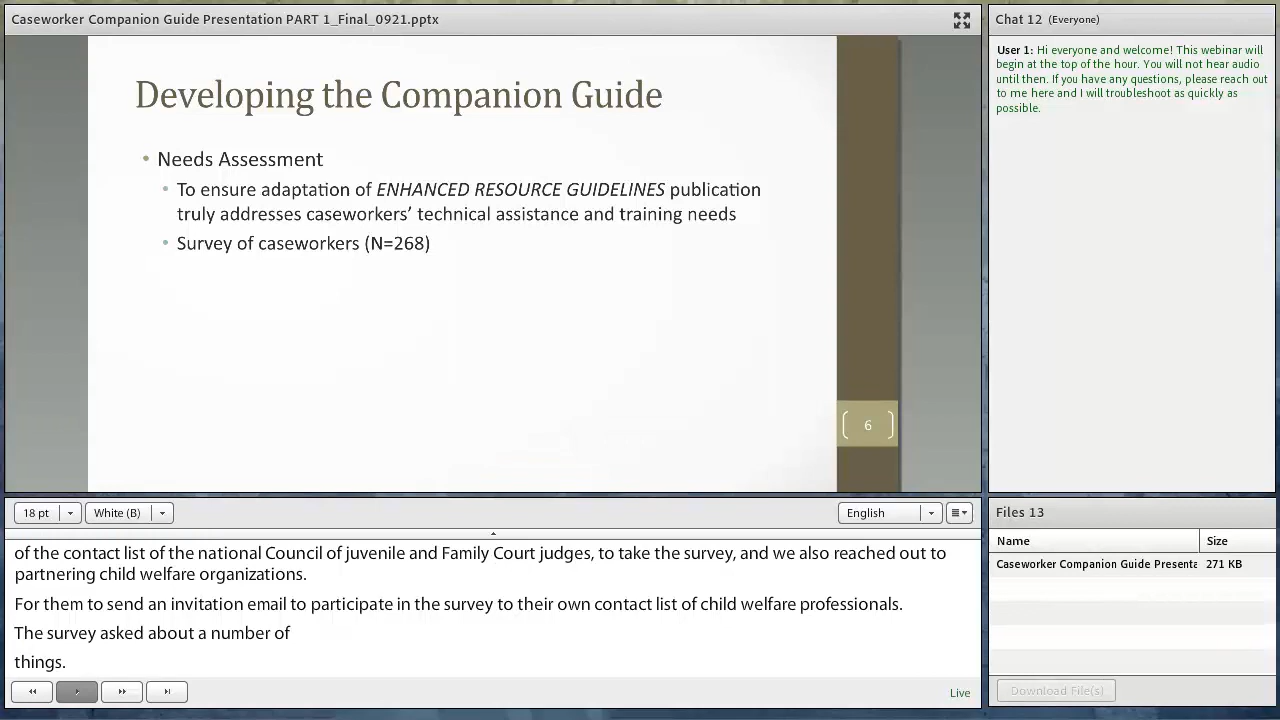 Caseworker Companion Guide Presentation PART 1_Final_0921.pptx
Developing the Companion Guide
• Needs Assessment
• To ensure adaptation of ENHANCED RESOURCE GUIDELINES publication
truly addresses caseworkers’ technical assistance and training needs
• Survey of caseworkers (N=268)
6
Chat 12 (Everyone)
User 1: Hi everyone and welcome! This webinar will
begin at the top of the hour. You will not hear audio
until then. If you have any questions, please reach out
to me here and I will troubleshoot as quickly as
possible.
18 pt White (B) English
of the contact list of the national Council of juvenile and Family Court judges, to take the survey, and we also reached out to
partnering child welfare organizations.
For them to send an invitation email to participate in the survey to their own contact list of child welfare professionals.
The survey asked about a number of
things.
Live
Files 13
Name Size
Caseworker Companion Guide Presenta 271 KB
Download File(s)